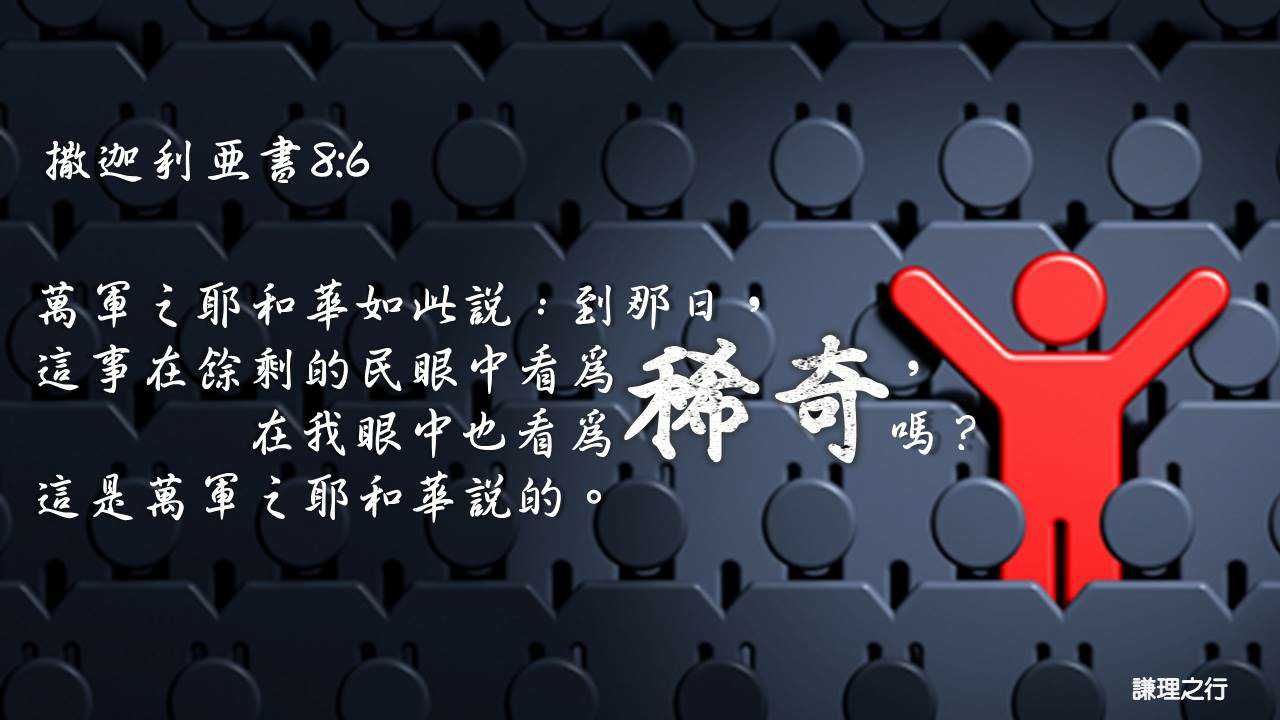 撒迦利亞書8:6
萬軍之耶和華如此説：到那日，
這事在餘剩的民眼中看爲稀奇，
在我眼中也看爲稀奇嗎？
這是萬軍之耶和華説的。
謙理之行